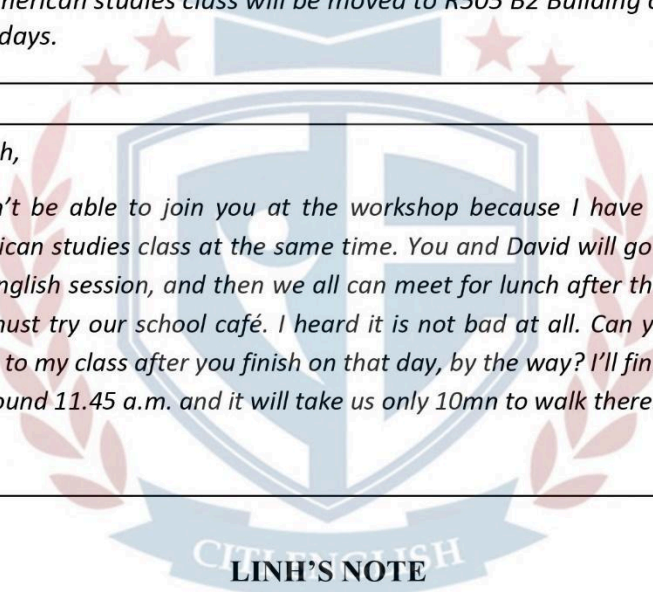 merican studies class will be moved to R505 B2 Building
days.
h,
n't be able to join you at the workshop because I have
ican studies class at the same time. You and David will go
nglish session, and then we all can meet for lunch after th
must try our school café. I heard it is not bad at all. Can y
to my class after you finish on that day, by the way? I'll fin
ound 11.45 a.m. and it will take us only 10mn to walk there
CITI ENGLISH
LINH'S NOTE